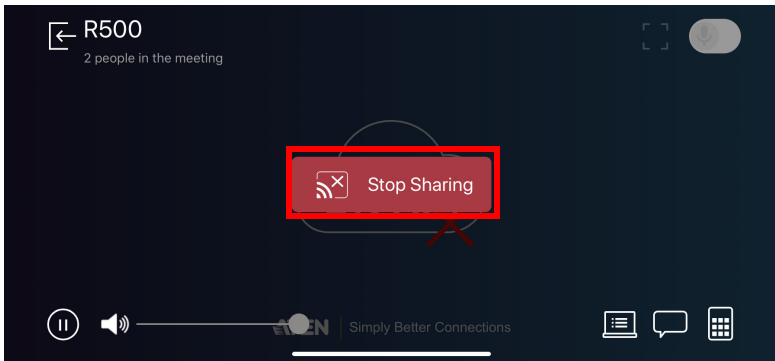 R500
2 people in the meeting
Stop Sharing
Simply Better Connections